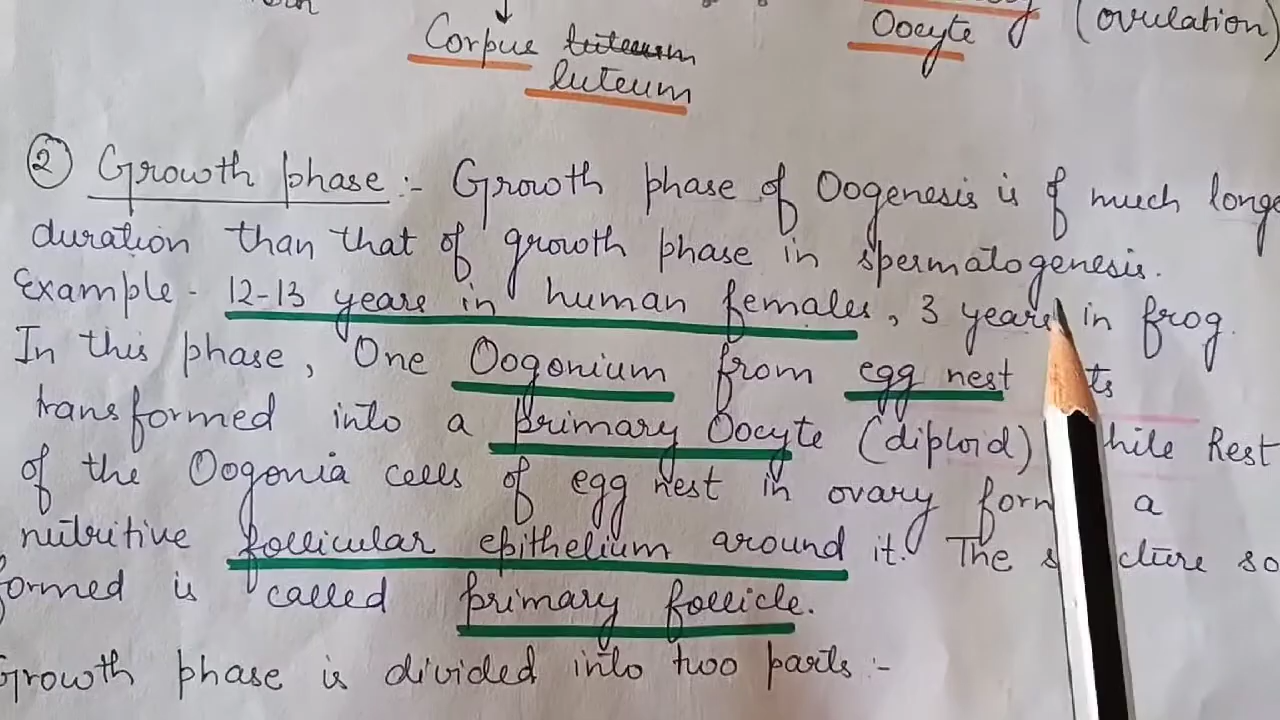 Corpus luteum
luteum
Oocyte (ovulation)
② Growth phase :- Growth phase of Oogenesis is of much longe
duration than that of growth phase in spermatogenesis.
Example - 12-13 years in human females, 3 years in frog.
In this phase, One Oogonium from egg nest
transformed into a primary Oocyte (diploid) while Rest
of the Oogonia cells of egg nest in ovary form a
nutritive follicular epithelium around it. The structure so
formed is called primary follicle.
Growth phase is divided into two parts :-